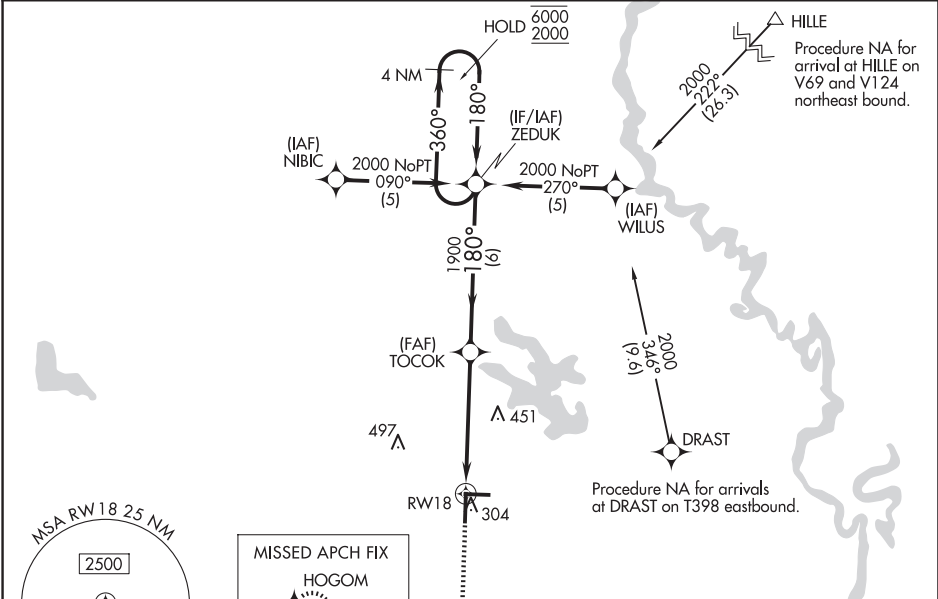 HOLD 6000
2000
HILLE
Procedure NA for
arrival at HILLE on
V69 and V124
northeast bound.
2000
222°
(26.3)
4 NM
360°
180°
(IF/IAF)
ZEDUK
(IAF)
NIBIC
2000 NoPT
090°
(5)
2000 NoPT
270°
(5)
(IAF)
WILUS
1900
180°
(6)
(FAF)
TOCOK
2000
346°
(9.6)
451
497
DRAST
Procedure NA for arrivals
at DRAST on T398 eastbound.
RW18
304
MSA RW18 25 NM
2500
MISSED APCH FIX
HOGOM